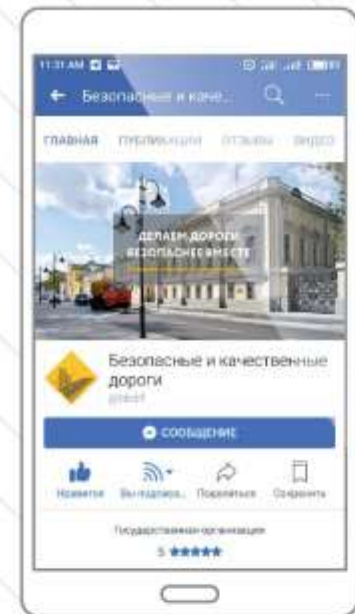 11:31 AM
Безопасные и каче...
ГЛАВНАЯ ПУБЛИКАЦИИ ОТЗЫВЫ ВИДЕО
ДЕЛАЕМ ДОРОГИ
БЕЗОПАСНЕЕ ВМЕСТЕ
Безопасные и качественные
дороги
СООБЩЕНИЕ
Нравится Вы подписа... Поделиться Сохранить
Государственная организация
5 ★★★★★